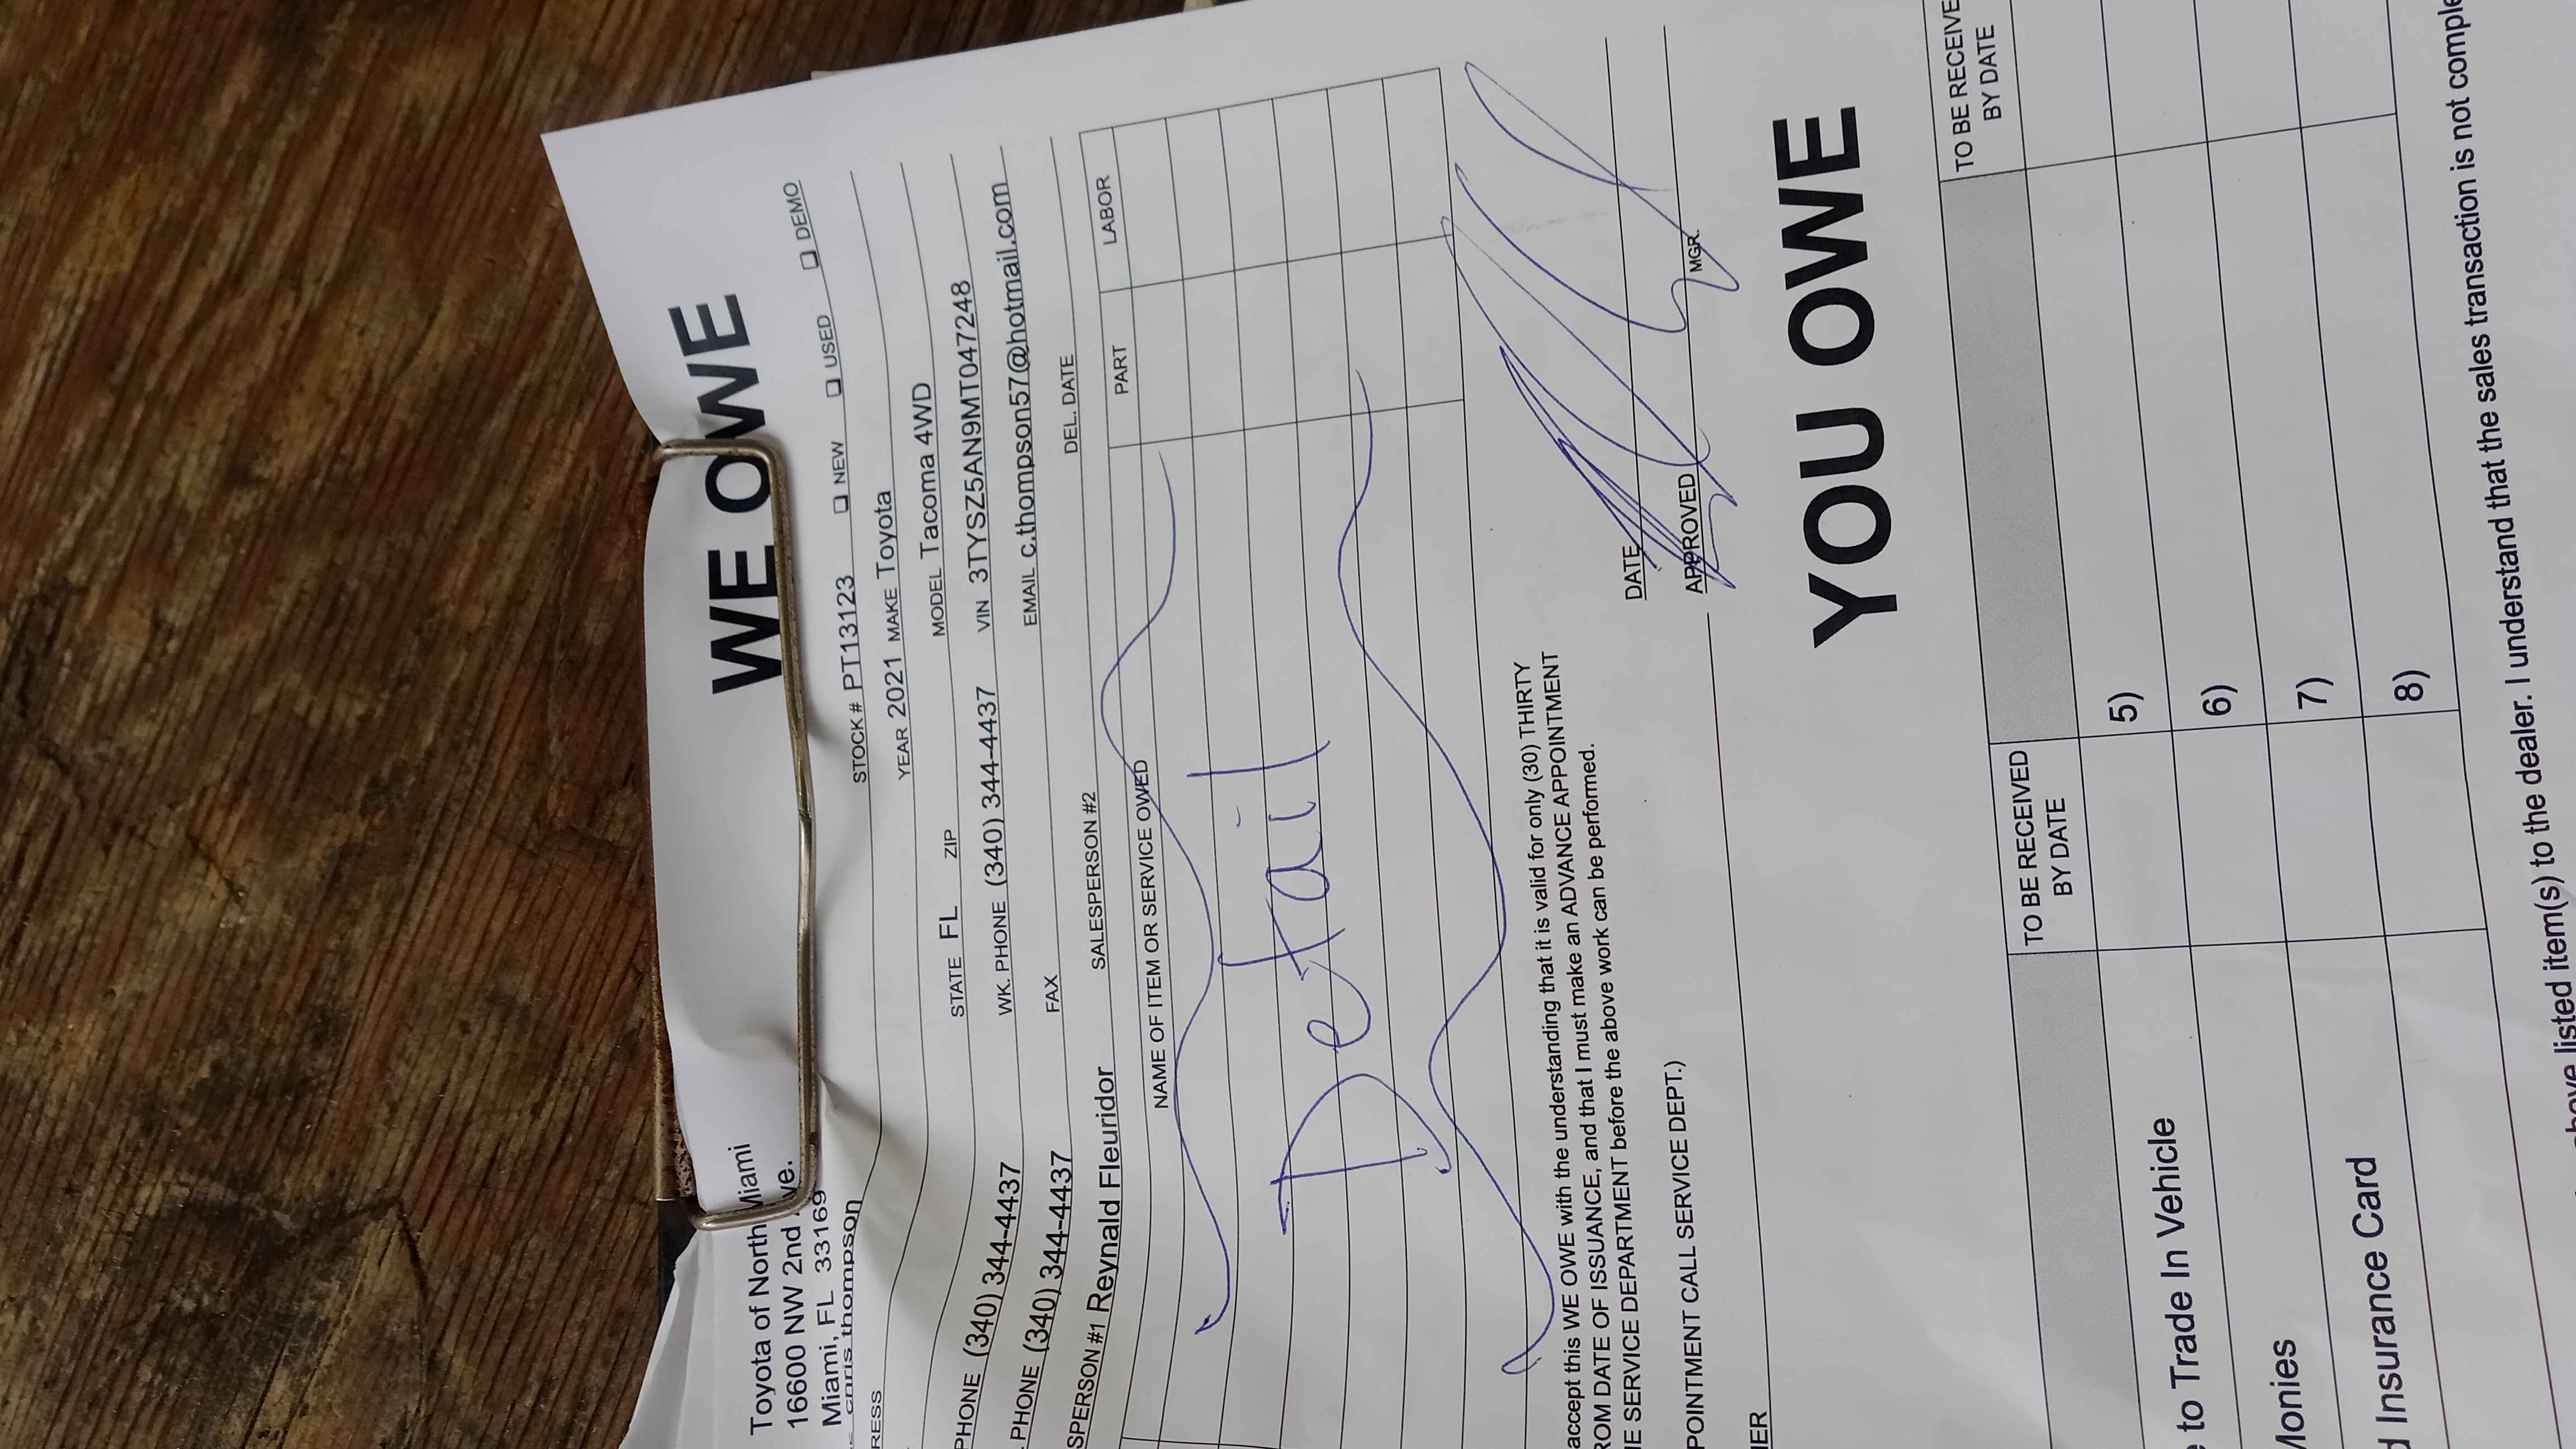 WE OWE
Toyota of North Miami
16600 NW 2nd Ave.
Miami, FL 33169
chris thompson
STOCK # PT13123 ❑ NEW ❑ USED ❑ DEMO
RESS
YEAR 2021 MAKE Toyota
STATE FL ZIP MODEL Tacoma 4WD
PHONE (340) 344-4437 WK. PHONE (340) 344-4437 VIN 3TYSZ5AN9MT047248
PHONE (340) 344-4437 FAX EMAIL c.thompson57@hotmail.com
SPERSON #1 Reynald Fleuridor SALESPERSON #2 DEL. DATE
NAME OF ITEM OR SERVICE OWED PART LABOR
Detail
accept this WE OWE with the understanding that it is valid for only (30) THIRTY
ROM DATE OF ISSUANCE, and that I must make an ADVANCE APPOINTMENT
E SERVICE DEPARTMENT before the above work can be performed.
DATE
POINTMENT CALL SERVICE DEPT.) APPROVED MGR.
IER
YOU OWE
TO BE RECEIVED BY DATE TO BE RECEIVE BY DATE
5)
to Trade In Vehicle 6)
Monies 7)
d Insurance Card 8)
above listed item(s) to the dealer. I understand that the sales transaction is not comple